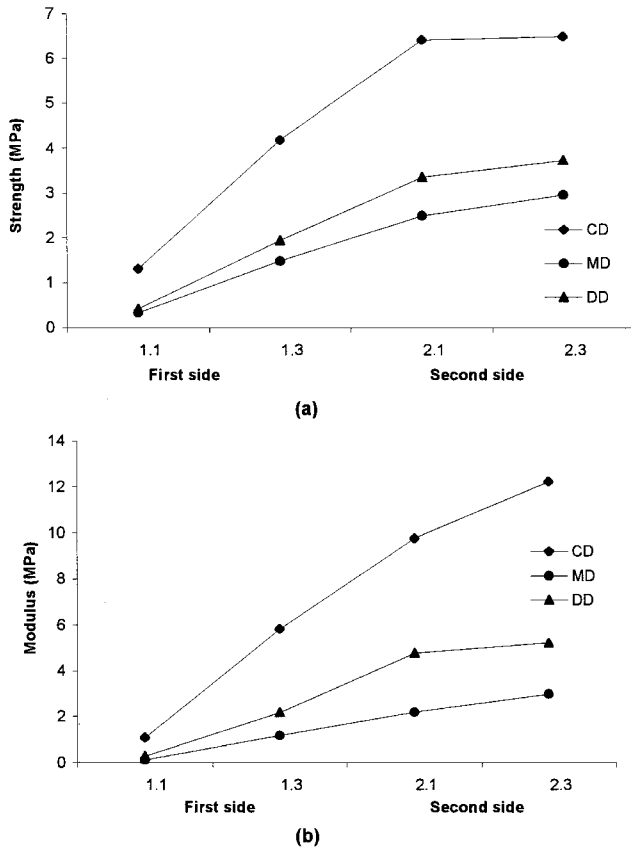 7
6
5
4
3
2
1
0
Strength (MPa)
CD
MD
DD
1.1 1.3 2.1 2.3
First side Second side
(a)
14
12
10
8
6
4
2
0
Modulus (MPa)
CD
MD
DD
1.1 1.3 2.1 2.3
First side Second side
(b)